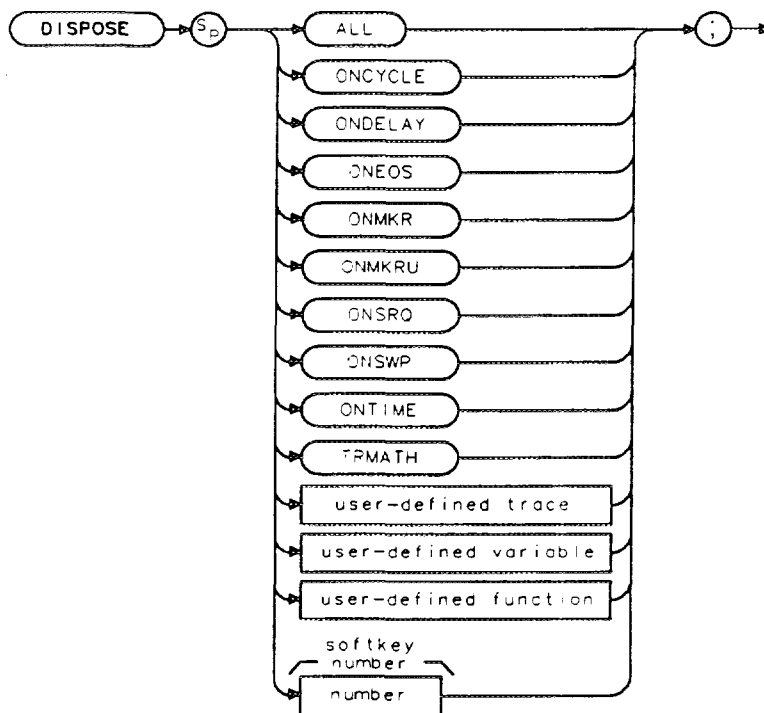 DISPOSE Sp ALL ;
ONCYCLE
ONDELAY
ONEOS
ONMKR
ONMKRU
ONSRQ
ONSWP
ONTIME
TRMATH
user-defined trace
user-defined variable
user-defined function
softkey
number
number